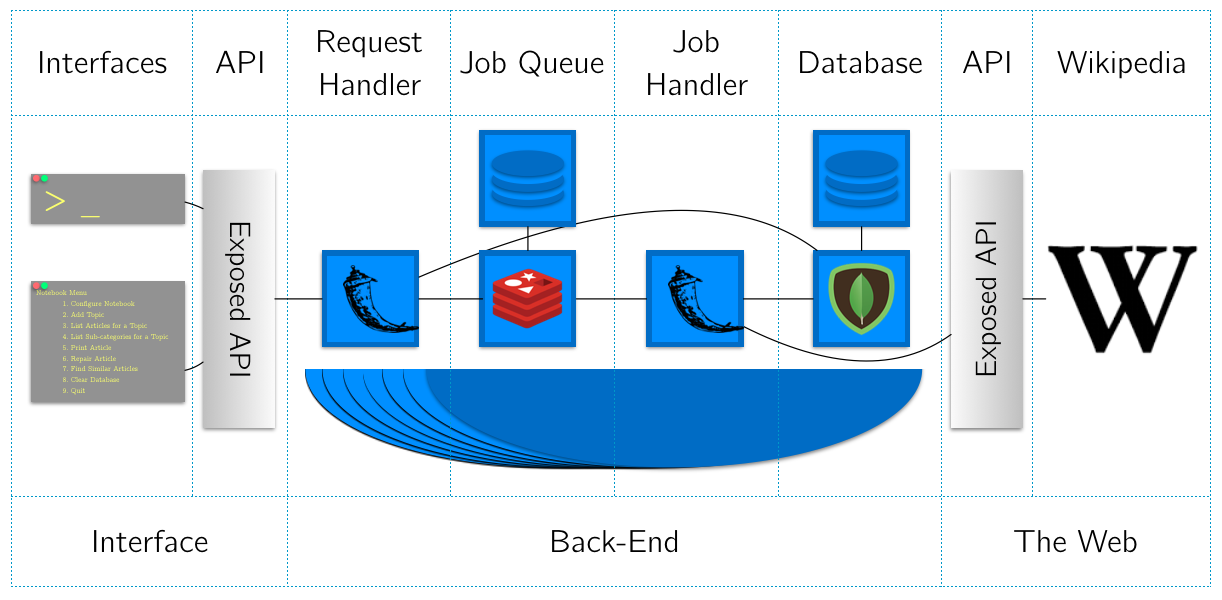 Interfaces
API
Request
Handler
Job Queue
Job
Handler
Database
API
Wikipedia
> _
Notebook Menu
1. Configure Notebook
2. Add Topic
3. List Articles for a Topic
4. List Sub-categories for a Topic
5. Print Article
6. Repair Article
7. Find Similar Articles
8. Clear Database
9. Quit
Exposed API
Exposed API
W
Interface
Back-End
The Web